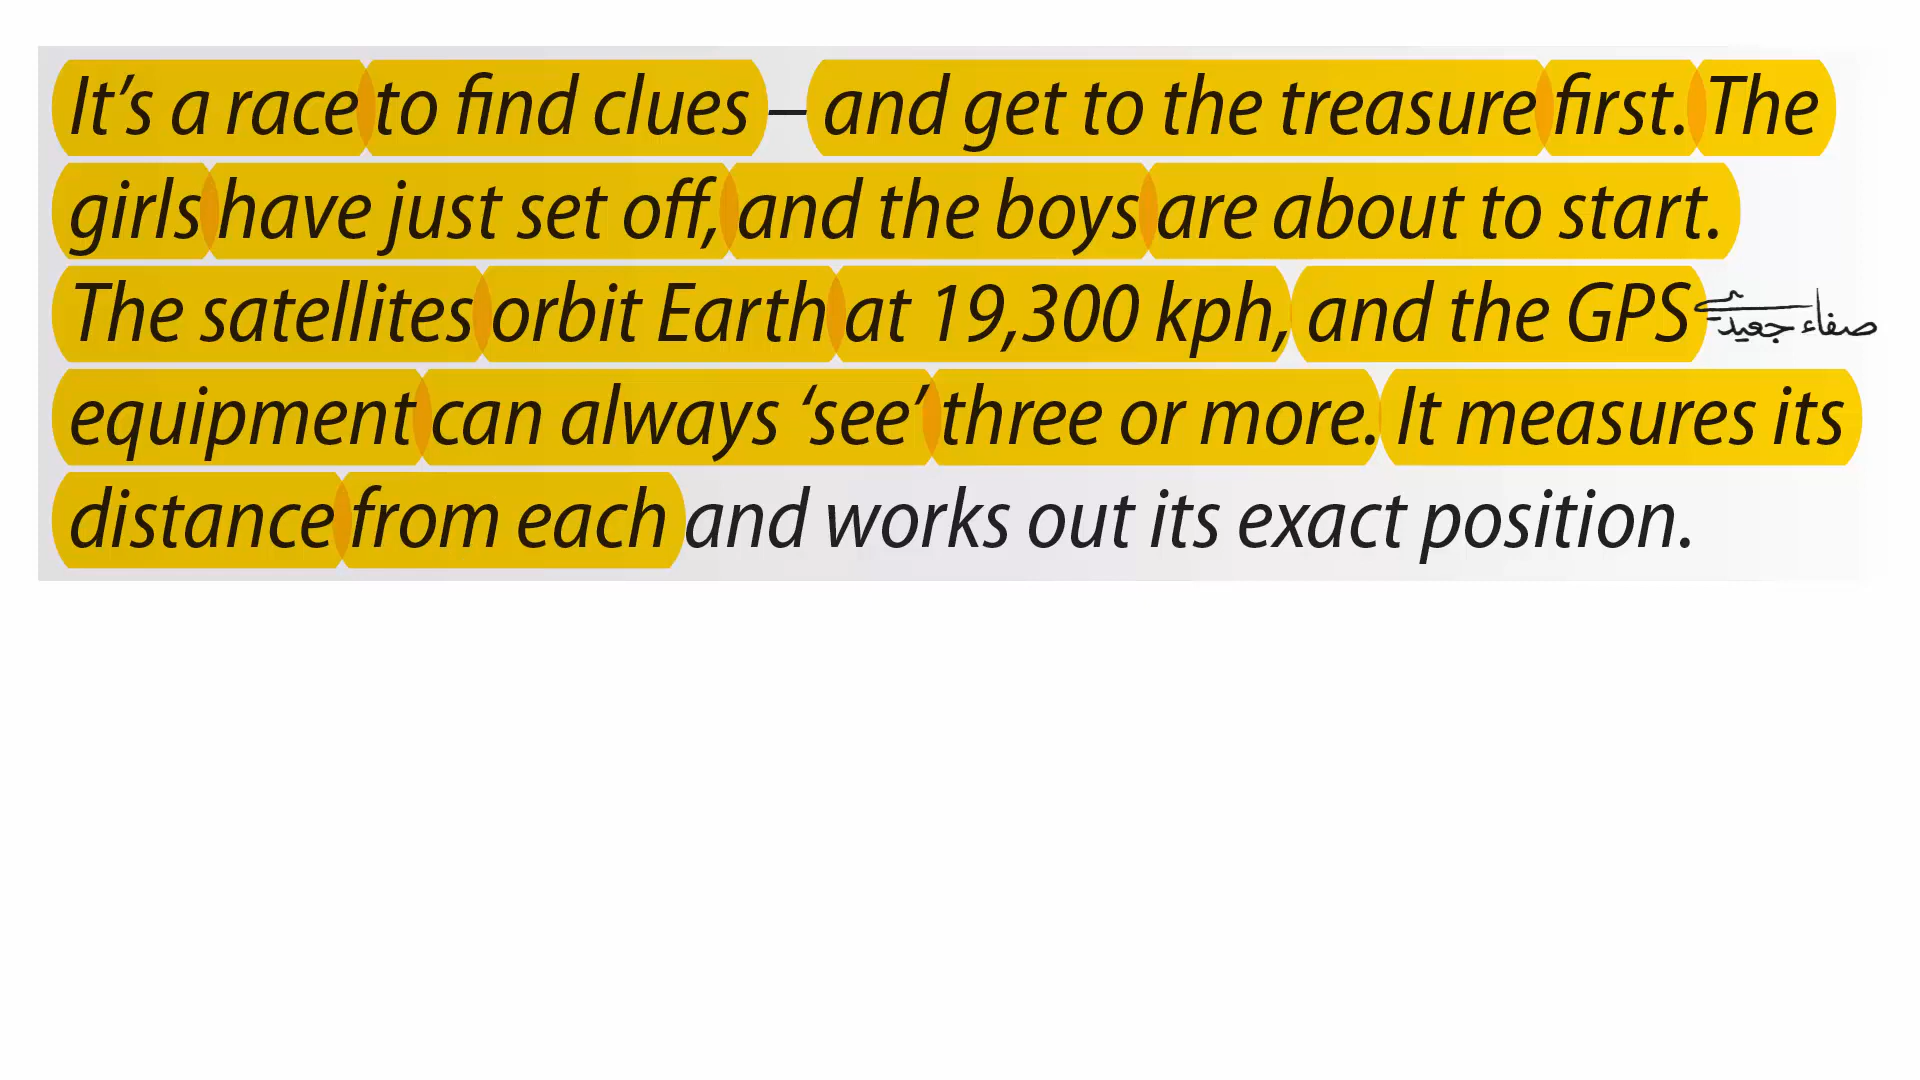 It’s a race to find clues – and get to the treasure first. The
girls have just set off, and the boys are about to start.
The satellites orbit Earth at 19,300 kph, and the GPS
صفاء جعيدي
equipment can always ‘see’ three or more. It measures its
distance from each and works out its exact position.